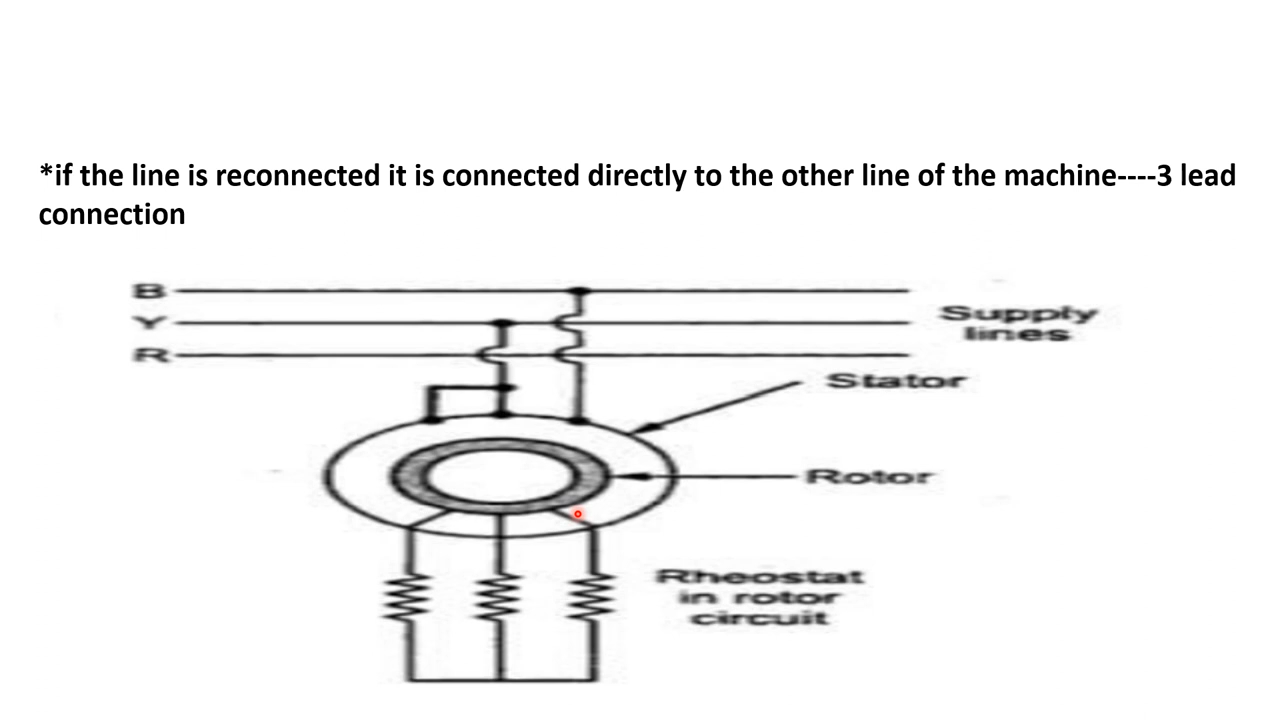 *if the line is reconnected it is connected directly to the other line of the machine----3 lead
connection
B
Y
R
Supply
lines
Stator
Rotor
Rheostat
in rotor
circuit